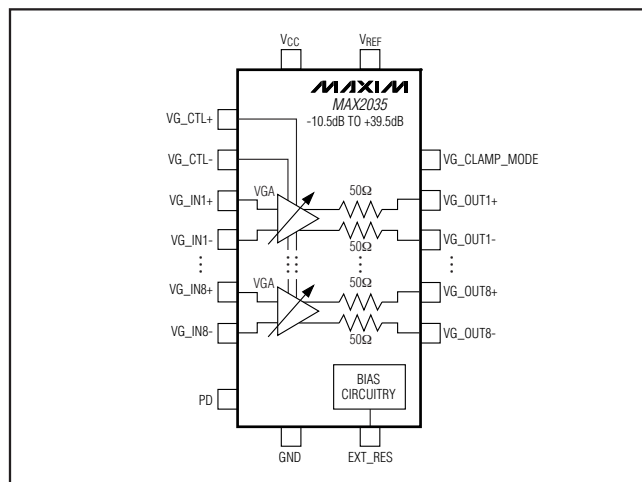 VCC
VREF
MAXIM
MAX2035
-10.5dB TO +39.5dB
VG_CTL+
VG_CTL-
VG_CLAMP_MODE
VG_IN1+
VGA
50Ω
VG_OUT1+
VG_IN1-
50Ω
VG_OUT1-
VG_IN8+
VGA
50Ω
VG_OUT8+
VG_IN8-
50Ω
VG_OUT8-
PD
BIAS
CIRCUITRY
GND
EXT_RES